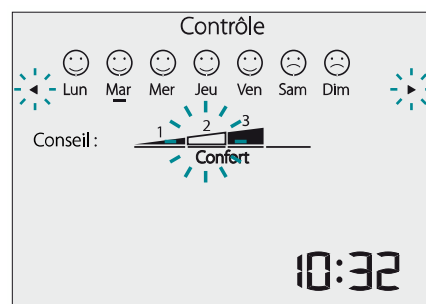 Contrôle
Lun Mar Mer Jeu Ven Sam Dim
Conseil :
1 2 3
Confort
10:32